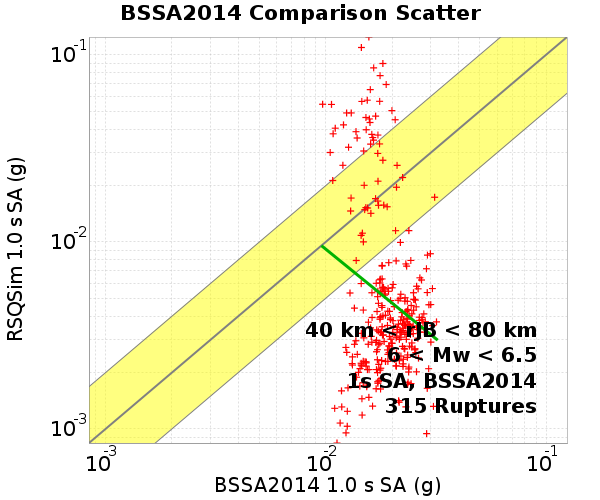 BSSA2014 Comparison Scatter
10-1
10-2
10-3
RSQSim 1.0 s SA (g)
40 km < rJB < 80 km
6 < Mw < 6.5
1s SA, BSSA2014
315 Ruptures
10-3 10-2 10-1
BSSA2014 1.0 s SA (g)